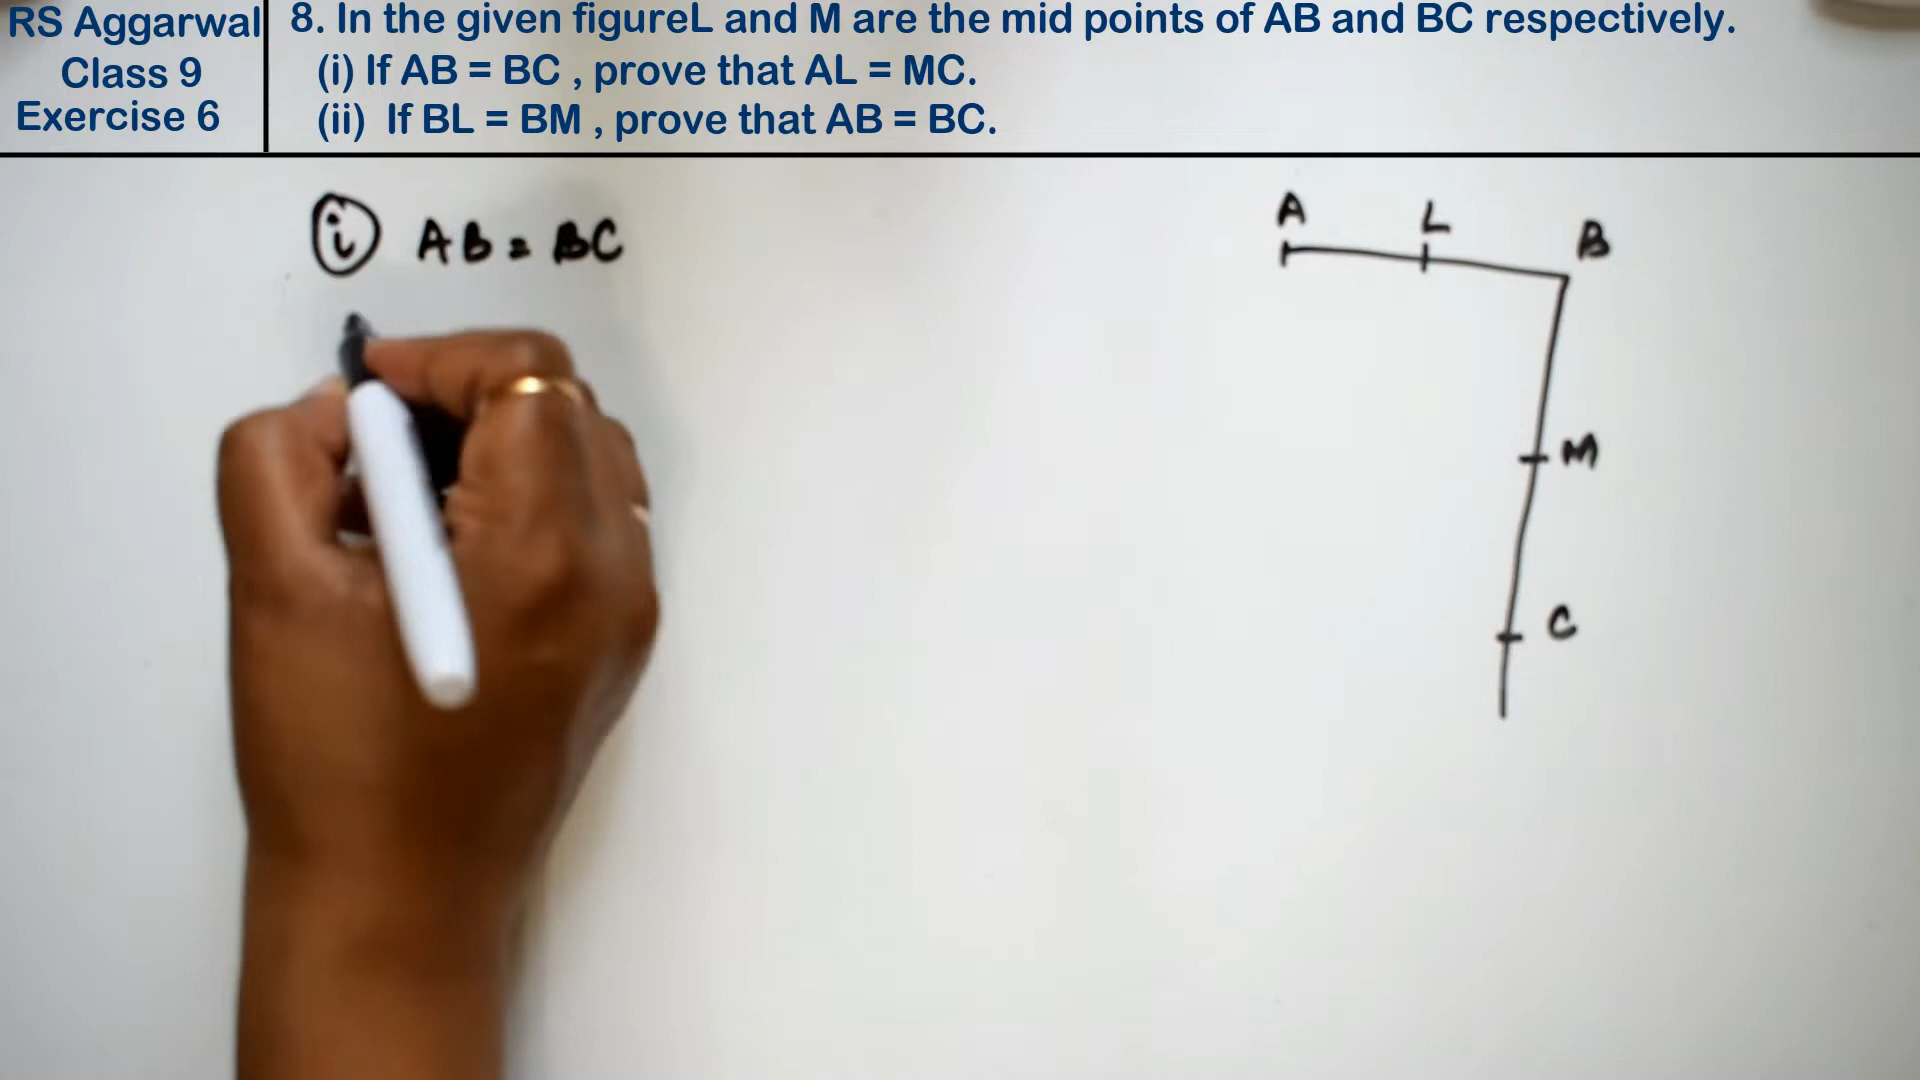 RS Aggarwal
Class 9
Exercise 6
8. In the given figureL and M are the mid points of AB and BC respectively.
(i) If AB = BC , prove that AL = MC.
(ii) If BL = BM , prove that AB = BC.
(i) AB = BC
A L B
M
C